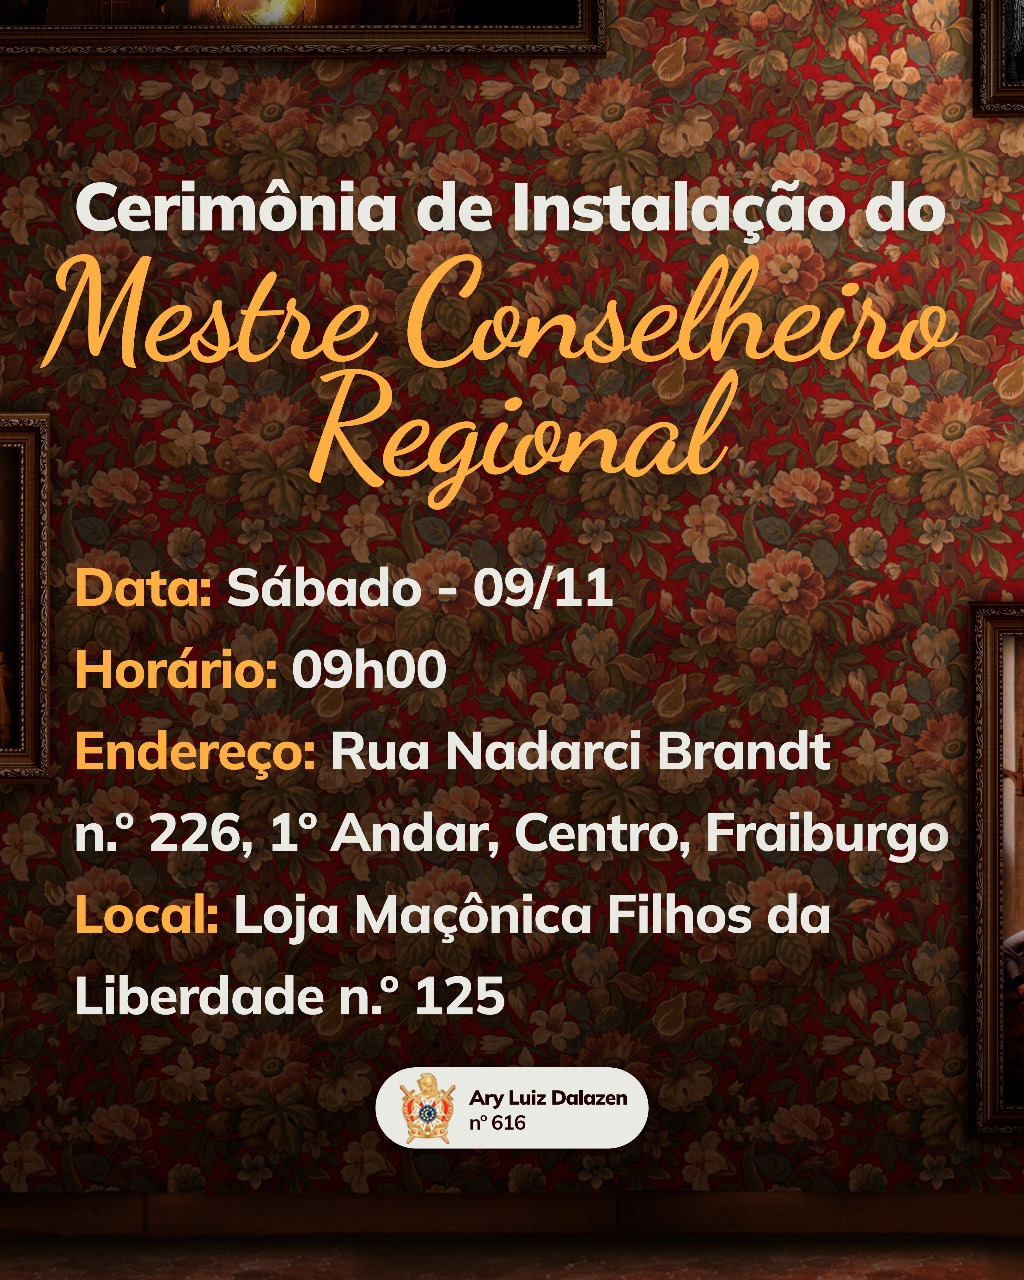 Cerimônia de Instalação do
Mestre Conselheiro
Regional
Data: Sábado - 09/11
Horário: 09h00
Endereço: Rua Nadarci Brandt
n.º 226, 1º Andar, Centro, Fraiburgo
Local: Loja Maçônica Filhos da
Liberdade n.º 125
Ary Luiz Dalazen
nº 616